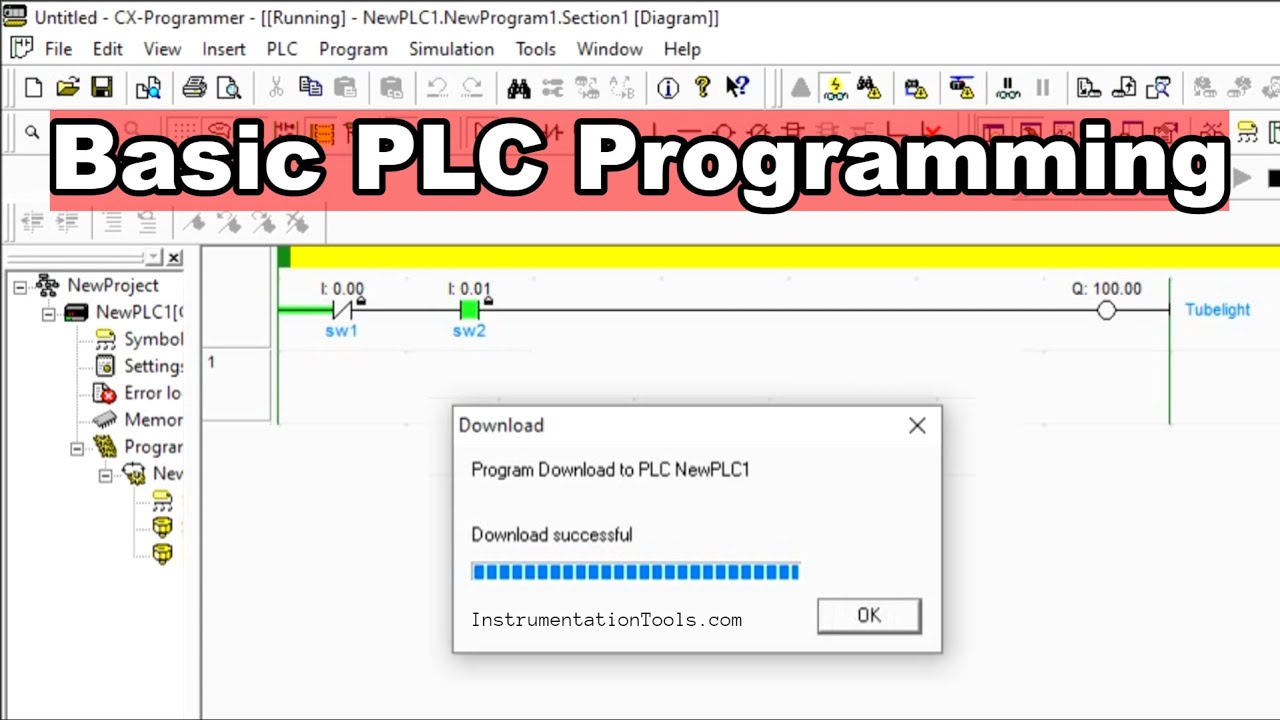 Untitled - CX-Programmer - [[Running] - NewPLC1.NewProgram1.Section1 [Diagram]]
File Edit View Insert PLC Program Simulation Tools Window Help
Basic PLC Programming
NewProject
NewPLC1[
Symbol
Settings
Error lo
Memor
Prograr
New
I: 0.00 I: 0.01 Q: 100.00
sw1 sw2 Tubelight
1
Download
Program Download to PLC NewPLC1
Download successful
InstrumentationTools.com
OK